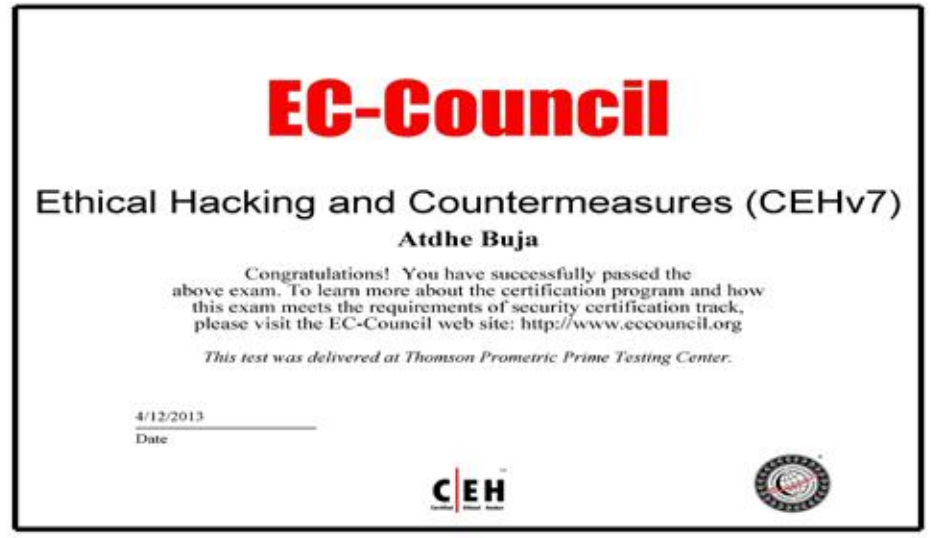 EC-Council
Ethical Hacking and Countermeasures (CEHv7)
Atdhe Buja
Congratulations! You have successfully passed the
above exam. To learn more about the certification program and how
this exam meets the requirements of security certification track,
please visit the EC-Council web site: http://www.eccouncil.org
This test was delivered at Thomson Prometric Prime Testing Center.
4/12/2013
Date
C|EH
Certified Ethical Hacker